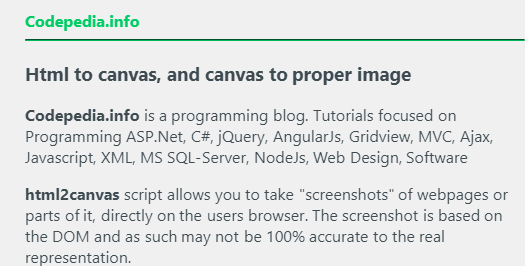 Codepedia.info
Html to canvas, and canvas to proper image
Codepedia.info is a programming blog. Tutorials focused on
Programming ASP.Net, C#, jQuery, AngularJs, Gridview, MVC, Ajax,
Javascript, XML, MS SQL-Server, NodeJs, Web Design, Software
html2canvas script allows you to take "screenshots" of webpages or
parts of it, directly on the users browser. The screenshot is based on
the DOM and as such may not be 100% accurate to the real
representation.